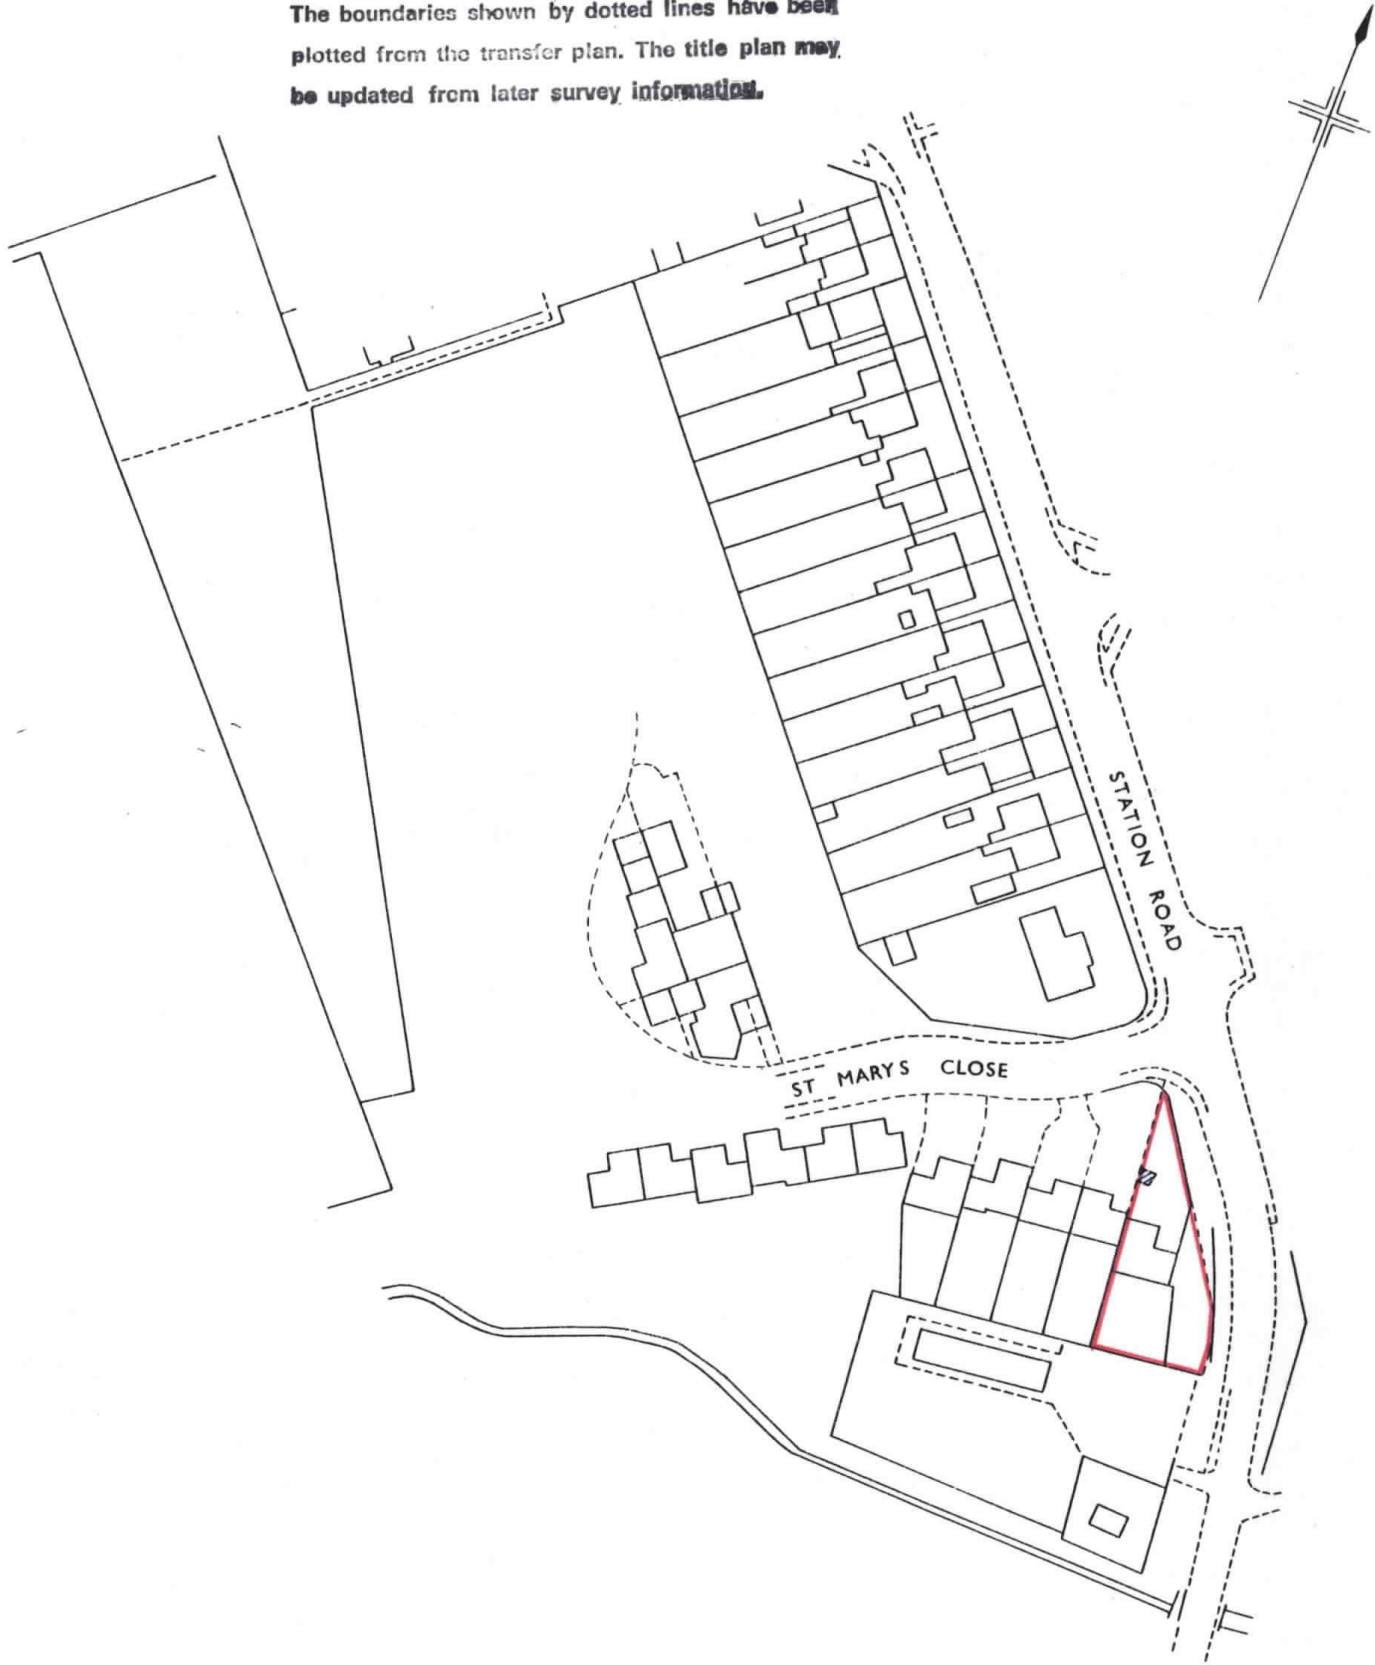 The boundaries shown by dotted lines have been
plotted from the transfer plan. The title plan may
be updated from later survey information.
STATION ROAD
ST MARYS CLOSE